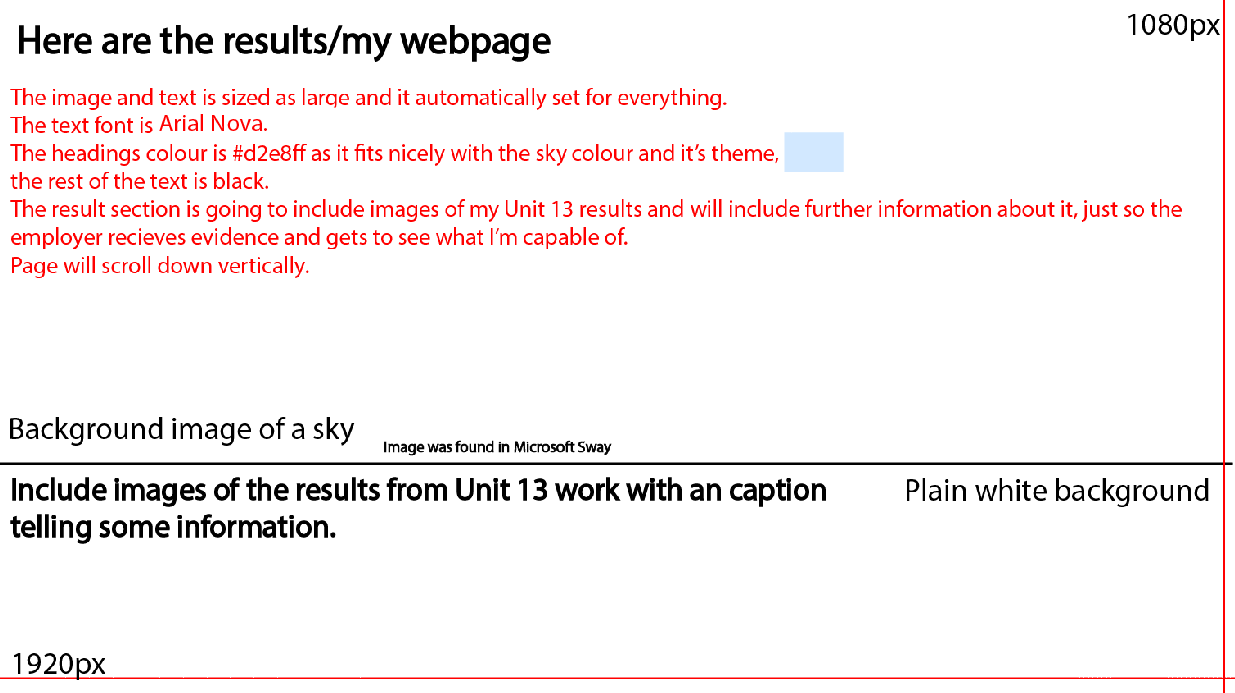 Here are the results/my webpage
1080px
The image and text is sized as large and it automatically set for everything.
The text font is Arial Nova.
The headings colour is #d2e8ff as it fits nicely with the sky colour and it's theme,
the rest of the text is black.
The result section is going to include images of my Unit 13 results and will include further information about it, just so the
employer recieves evidence and gets to see what I'm capable of.
Page will scroll down vertically.
Background image of a sky
Image was found in Microsoft Sway
Include images of the results from Unit 13 work with an caption
telling some information.
Plain white background
1920px